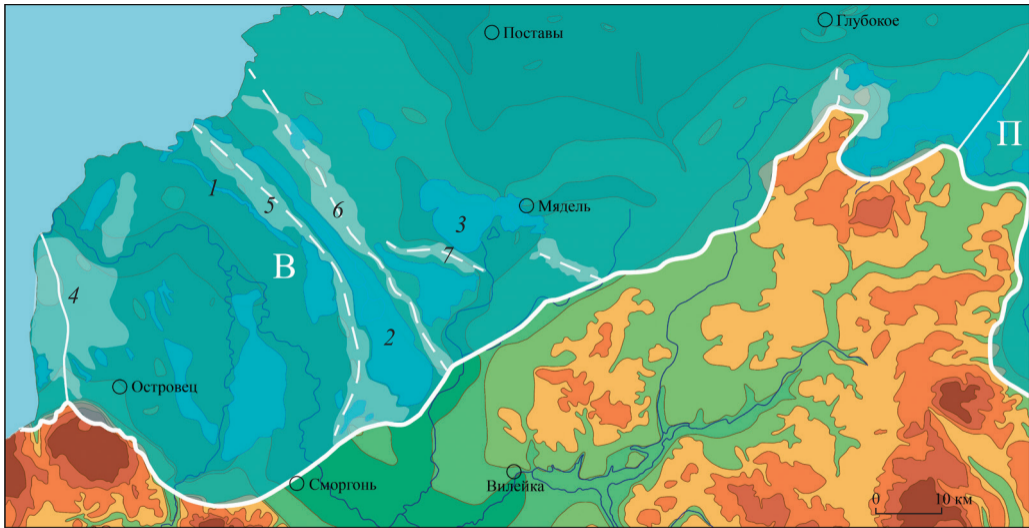 Поставы
Глубокое
П
1
5
6
3
Мядель
7
В
4
2
Островец
Сморгонь
Вилейка
0 10 км